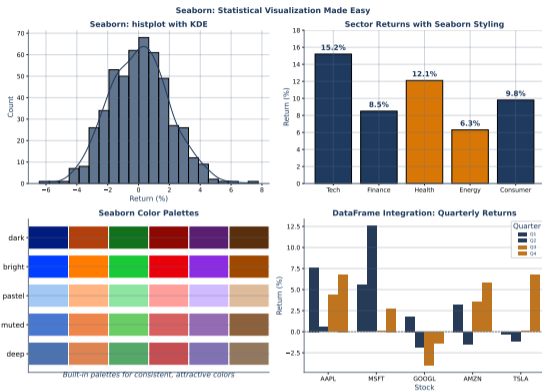 Seaborn: Statistical Visualization Made Easy
Seaborn: histplot with KDE
70
60
50
40
30
20
10
0
Count
−6 −4 −2 0 2 4 6 8
Return (%)
Sector Returns with Seaborn Styling
18
16
14
12
10
8
6
4
2
0
Return (%)
15.2%
8.5%
12.1%
6.3%
9.8%
Tech Finance Health Energy Consumer
Seaborn Color Palettes
dark
bright
pastel
muted
deep
Built-in palettes for consistent, attractive colors
DataFrame Integration: Quarterly Returns
12.5
10.0
7.5
5.0
2.5
0.0
−2.5
Return (%)
Quarter
Q1
Q2
Q3
Q4
AAPL MSFT GOOGL AMZN TSLA
Stock